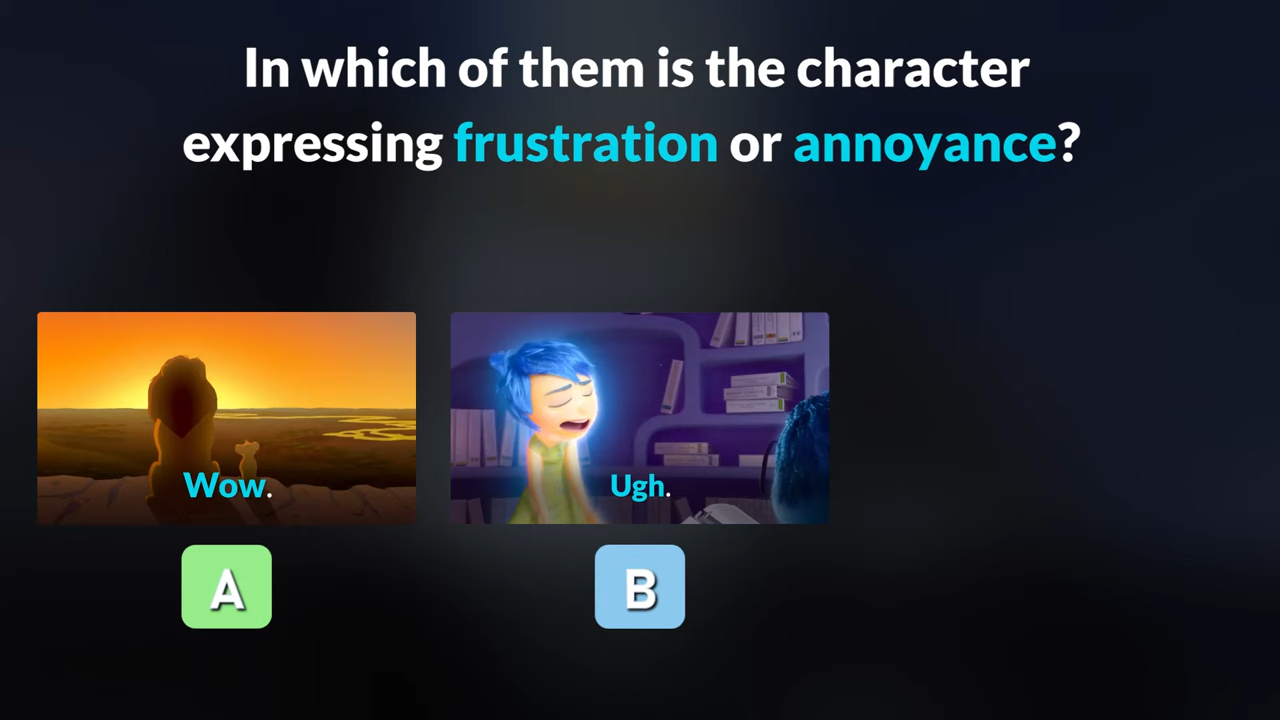 In which of them is the character
expressing frustration or annoyance?
Wow.
Ugh.
A
B